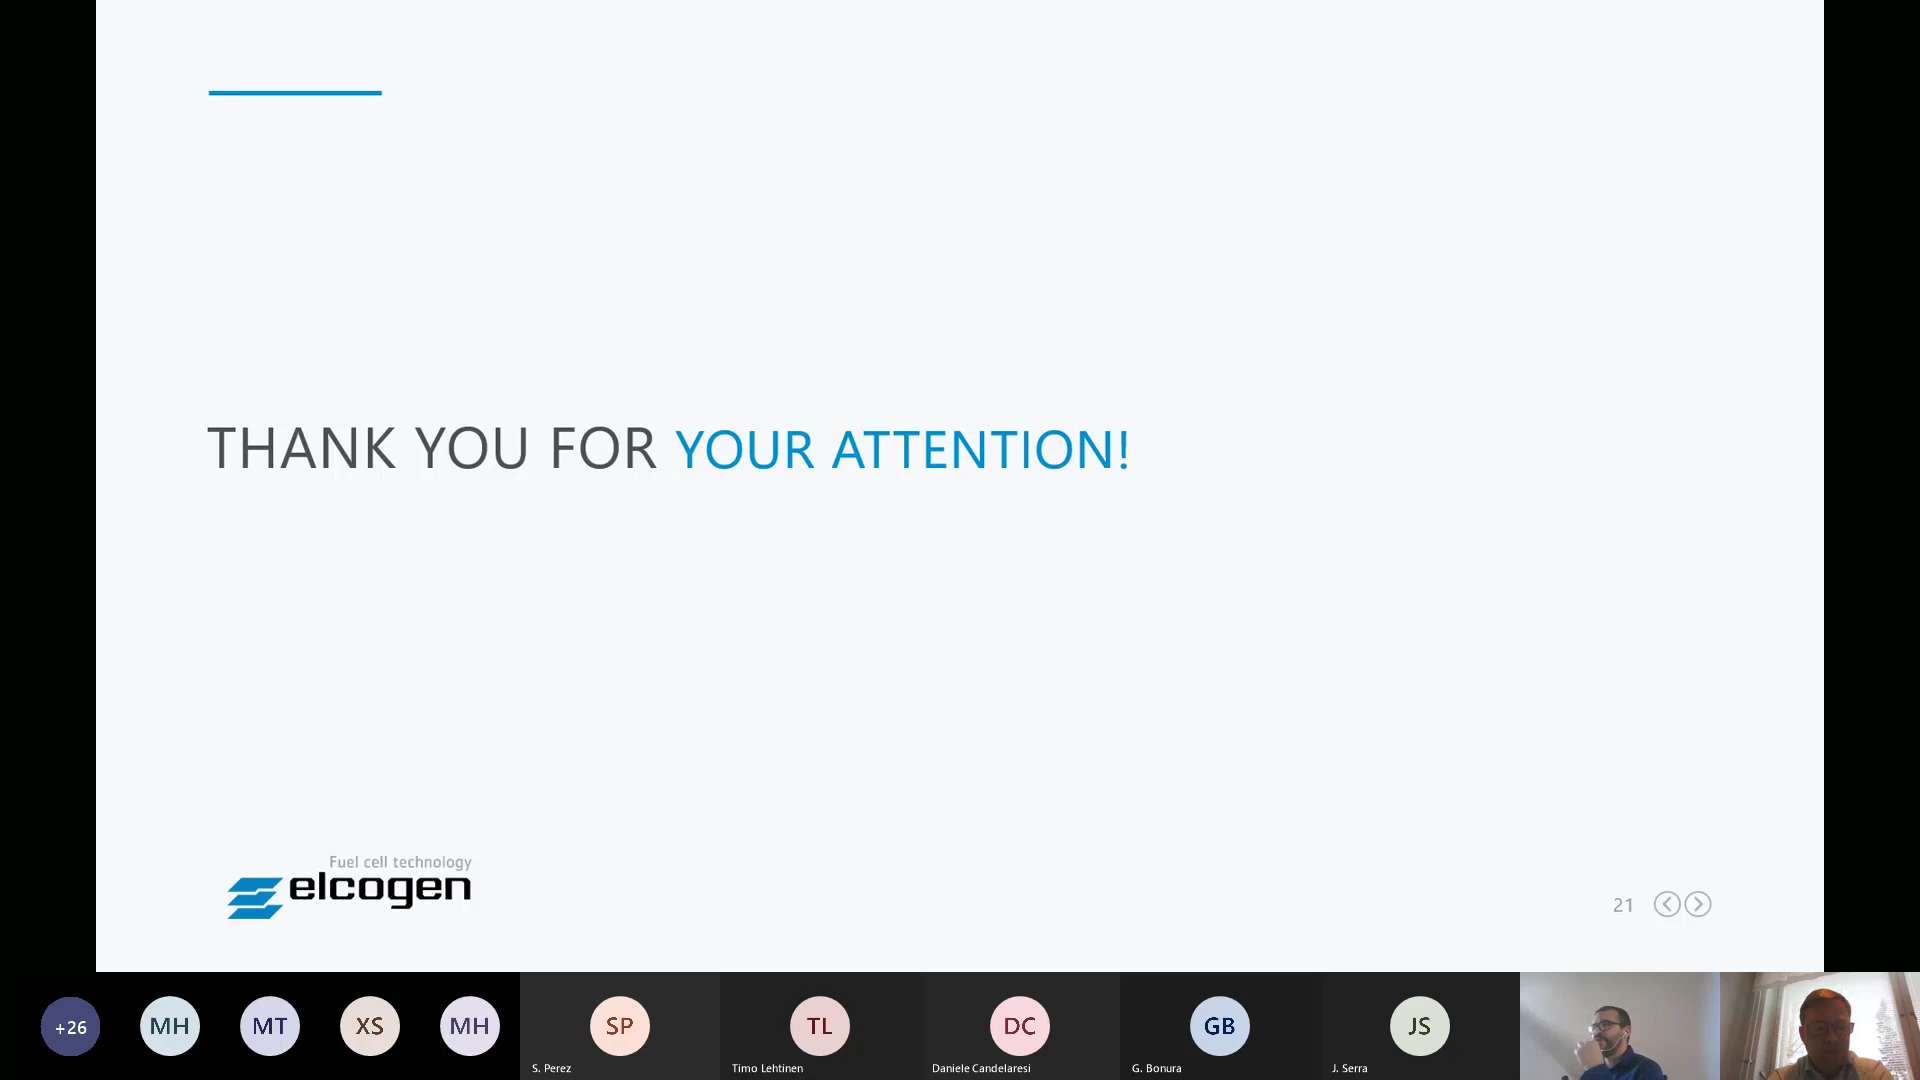 THANK YOU FOR YOUR ATTENTION!
Fuel cell technology
elcogen
21
+26
MH
MT
XS
MH
SP
TL
DC
GB
JS
S. Perez
Timo Lehtinen
Daniele Candelaresi
G. Bonura
J. Serra